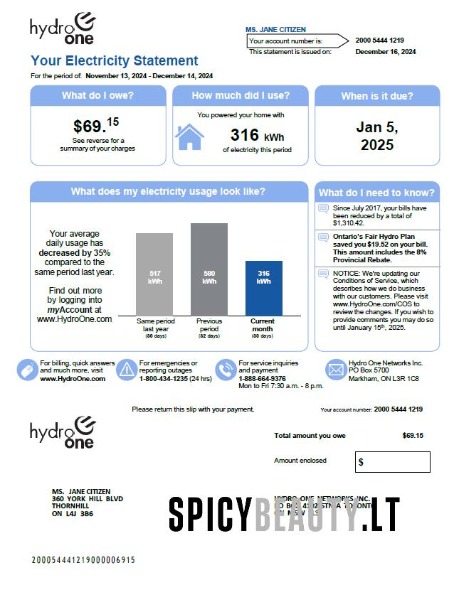 hydro one
MS. JANE CITIZEN
Your account number is: 2000 5444 1219
This statement is issued on: December 16, 2024
Your Electricity Statement
For the period of: November 13, 2024 - December 14, 2024
What do I owe?
$69.15
See reverse for a
summary of your charges
How much did I use?
You powered your home with
316 kWh
of electricity this period
When is it due?
Jan 5,
2025
What does my electricity usage look like?
Your average
daily usage has
decreased by 35%
compared to the
same period last year.
Find out more
by logging into
myAccount at
www.HydroOne.com
517
kWh
kWh
316
kWh
Same period
last year
Previous
period
Current
month
What do I need to know?
Since July 2017, your bills have
been reduced by a total of
$1,310.42.
Ontario's Fair Hydro Plan
saved you $19.52 on your bill.
This amount includes the 8%
Provincial Rebate.
NOTICE: We're updating our
Conditions of Service, which
describes how we do business
with our customers. Please visit
www.HydroOne.com/COS to
review the changes. If you wish to
provide comments you may do so
until January 15th, 2025.
For billing, quick answers
and much more, visit
www.HydroOne.com
For emergencies or
reporting outages
1-800-434-1235 (24 hrs)
For service inquiries
and payment
1-888-664-9376
Mon to Fri 7:30 a.m. - 8 p.m.
Hydro One Networks Inc.
PO Box 5700
Markham, ON L3R 1C8
Please return this slip with your payment.
Your account number: 2000 5444 1219
hydro one
Total amount you owe $69.15
Amount enclosed $
MS. JANE CITIZEN
360 YORK HILL BLVD
THORNHILL
ON L4J 3B6
HYDRO ONE NETWORKS INC.
SPICYBEAUTY.LT
200054441219000006915